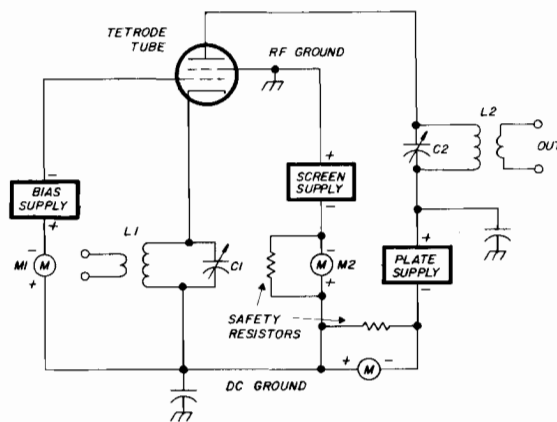 TETRODE
TUBE
RF GROUND
L2
C2
OUT
+
−
BIAS
SUPPLY
−
+
SCREEN
SUPPLY
+
−
PLATE
SUPPLY
+
−
L1
M1
−
M
+
C1
−
M
+
M2
SAFETY
RESISTORS
+
M
−
DC GROUND